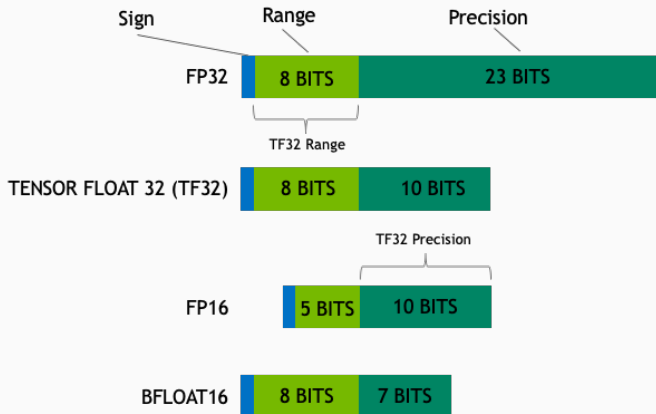 Sign Range Precision
FP32 8 BITS 23 BITS
TF32 Range
TENSOR FLOAT 32 (TF32) 8 BITS 10 BITS
TF32 Precision
FP16 5 BITS 10 BITS
BFLOAT16 8 BITS 7 BITS